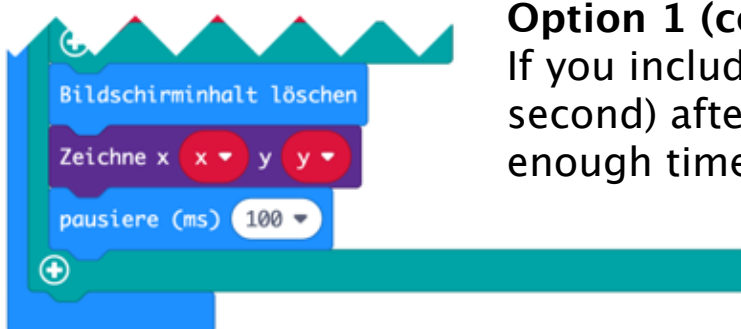 Bildschirminhalt löschen
Zeichne x x y y
pausiere (ms) 100
Option 1 (c
If you includ
second) afte
enough time